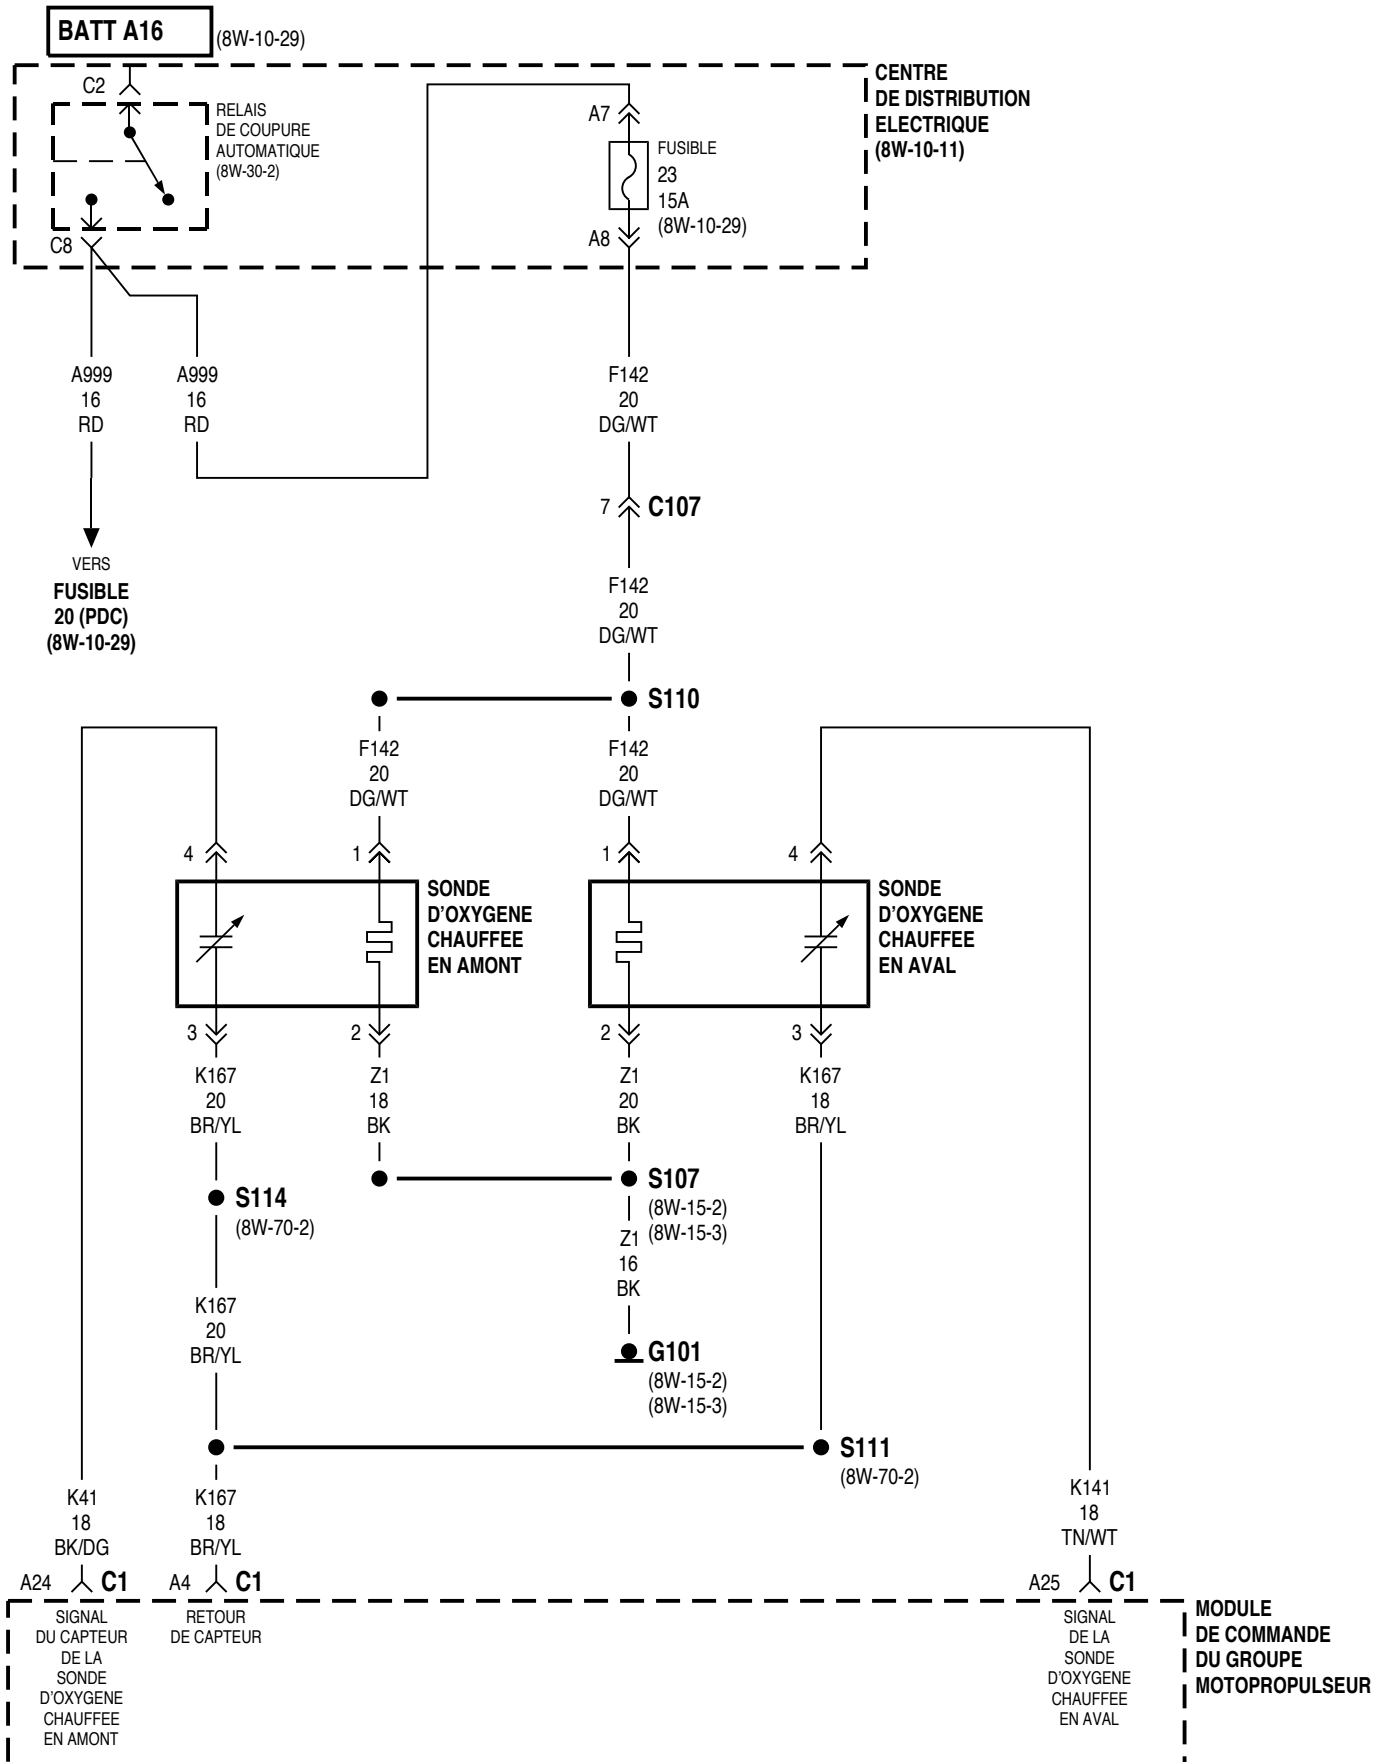 BATT A16
(8W-10-29)
CENTRE
DE DISTRIBUTION
ELECTRIQUE
(8W-10-11)
C2
RELAIS
DE COUPURE
AUTOMATIQUE
(8W-30-2)
A7
FUSIBLE
23
15A
(8W-10-29)
C8
A8
A999
16
RD
A999
16
RD
F142
20
DG/WT
7
C107
VERS
FUSIBLE
20 (PDC)
(8W-10-29)
F142
20
DG/WT
S110
F142
20
DG/WT
F142
20
DG/WT
4
1
1
4
SONDE
D'OXYGENE
CHAUFFEE
EN AMONT
SONDE
D'OXYGENE
CHAUFFEE
EN AVAL
3
2
2
3
K167
20
BR/YL
Z1
18
BK
Z1
20
BK
K167
18
BR/YL
S114
(8W-70-2)
S107
(8W-15-2)
(8W-15-3)
Z1
16
BK
K167
20
BR/YL
G101
(8W-15-2)
(8W-15-3)
S111
(8W-70-2)
K41
18
BK/DG
K167
18
BR/YL
K141
18
TN/WT
A24
C1
A4
C1
A25
C1
SIGNAL
DU CAPTEUR
DE LA
SONDE
D'OXYGENE
CHAUFFEE
EN AMONT
RETOUR
DE CAPTEUR
SIGNAL
DE LA
SONDE
D'OXYGENE
CHAUFFEE
EN AVAL
MODULE
DE COMMANDE
DU GROUPE
MOTOPROPULSEUR